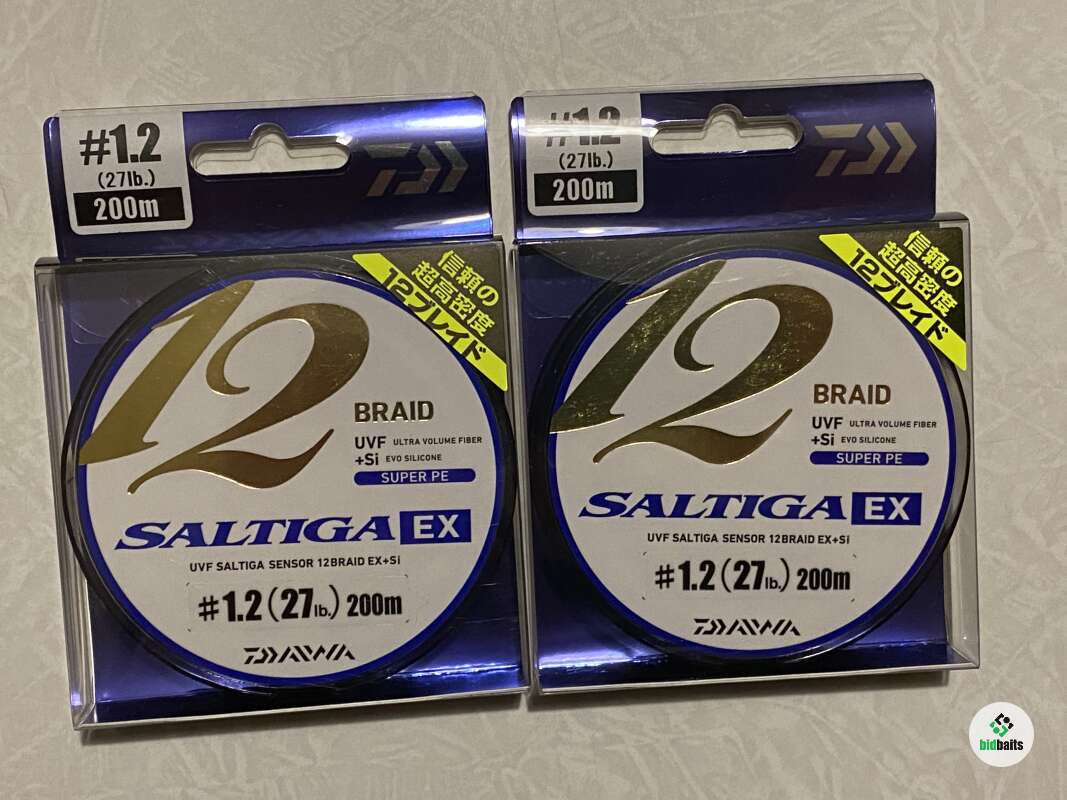 #1.2
(27lb.)
200m
信頼の
超高密度
12ブレイド
12
BRAID
UVF ULTRA VOLUME FIBER
+Si EVO SILICONE
SUPER PE
SALTIGA EX
UVF SALTIGA SENSOR 12BRAID EX+Si
#1.2(27lb.)200m
DAIWA
#1.2
(27lb.)
200m
信頼の
超高密度
12ブレイド
12
BRAID
UVF ULTRA VOLUME FIBER
+Si EVO SILICONE
SUPER PE
SALTIGA EX
UVF SALTIGA SENSOR 12BRAID EX+Si
#1.2(27lb.)200m
DAIWA
bidbaits